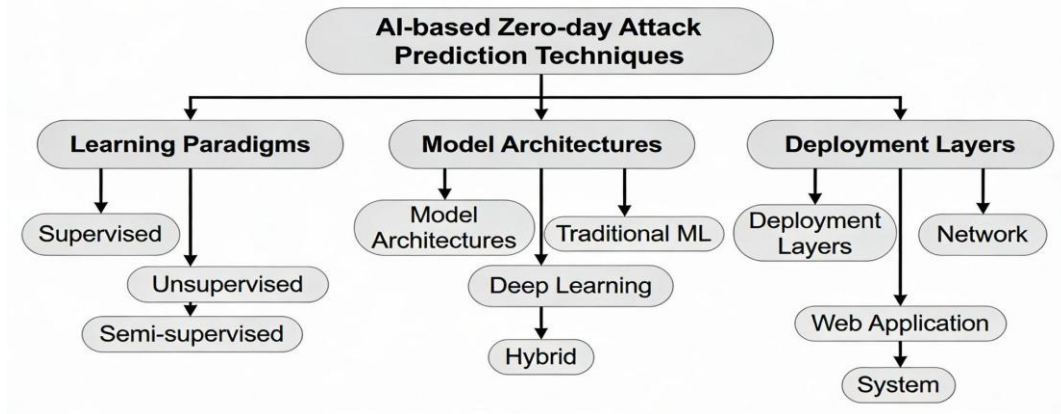 AI-based Zero-day Attack
Prediction Techniques
Learning Paradigms
Model Architectures
Deployment Layers
Supervised
Unsupervised
Semi-supervised
Model
Architectures
Traditional ML
Deep Learning
Hybrid
Deployment
Layers
Network
Web Application
System